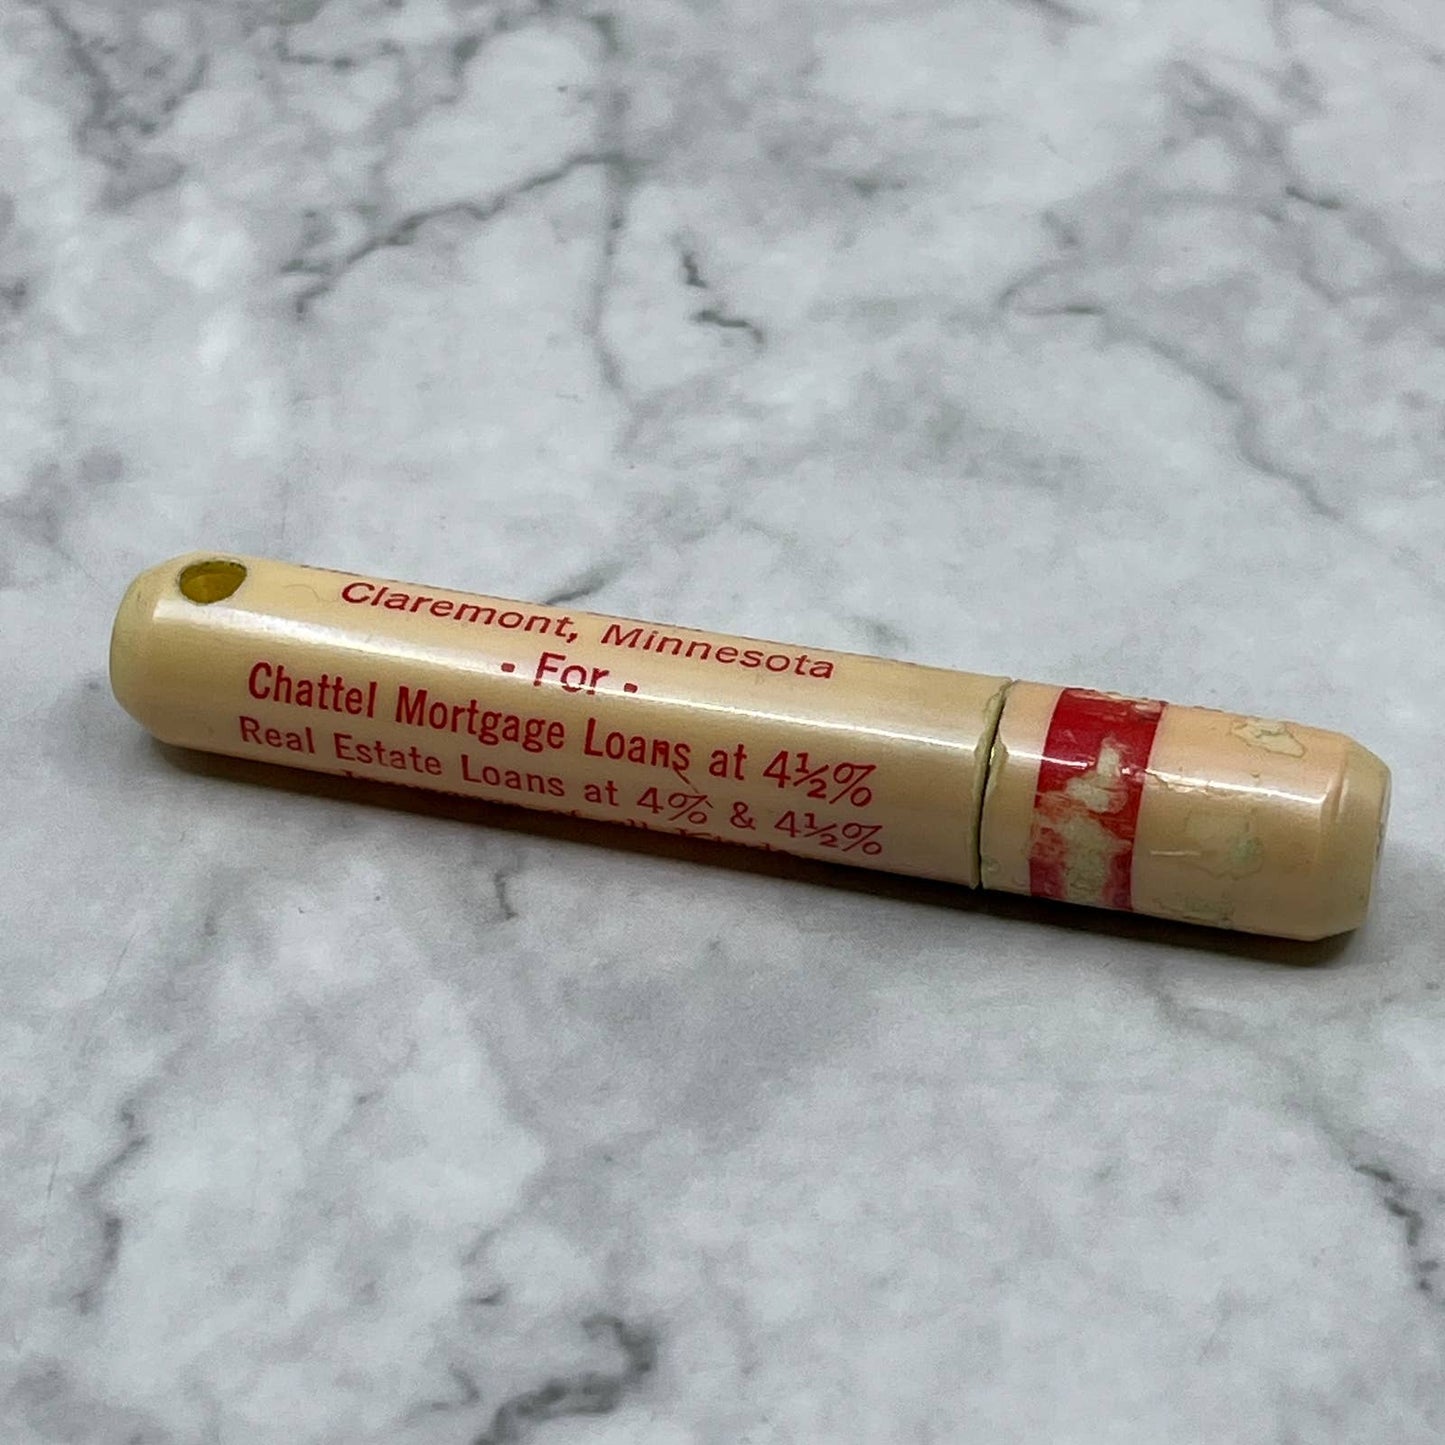 Claremont, Minnesota
- For -
Chattel Mortgage Loans at 4½%
Real Estate Loans at 4% & 4½%